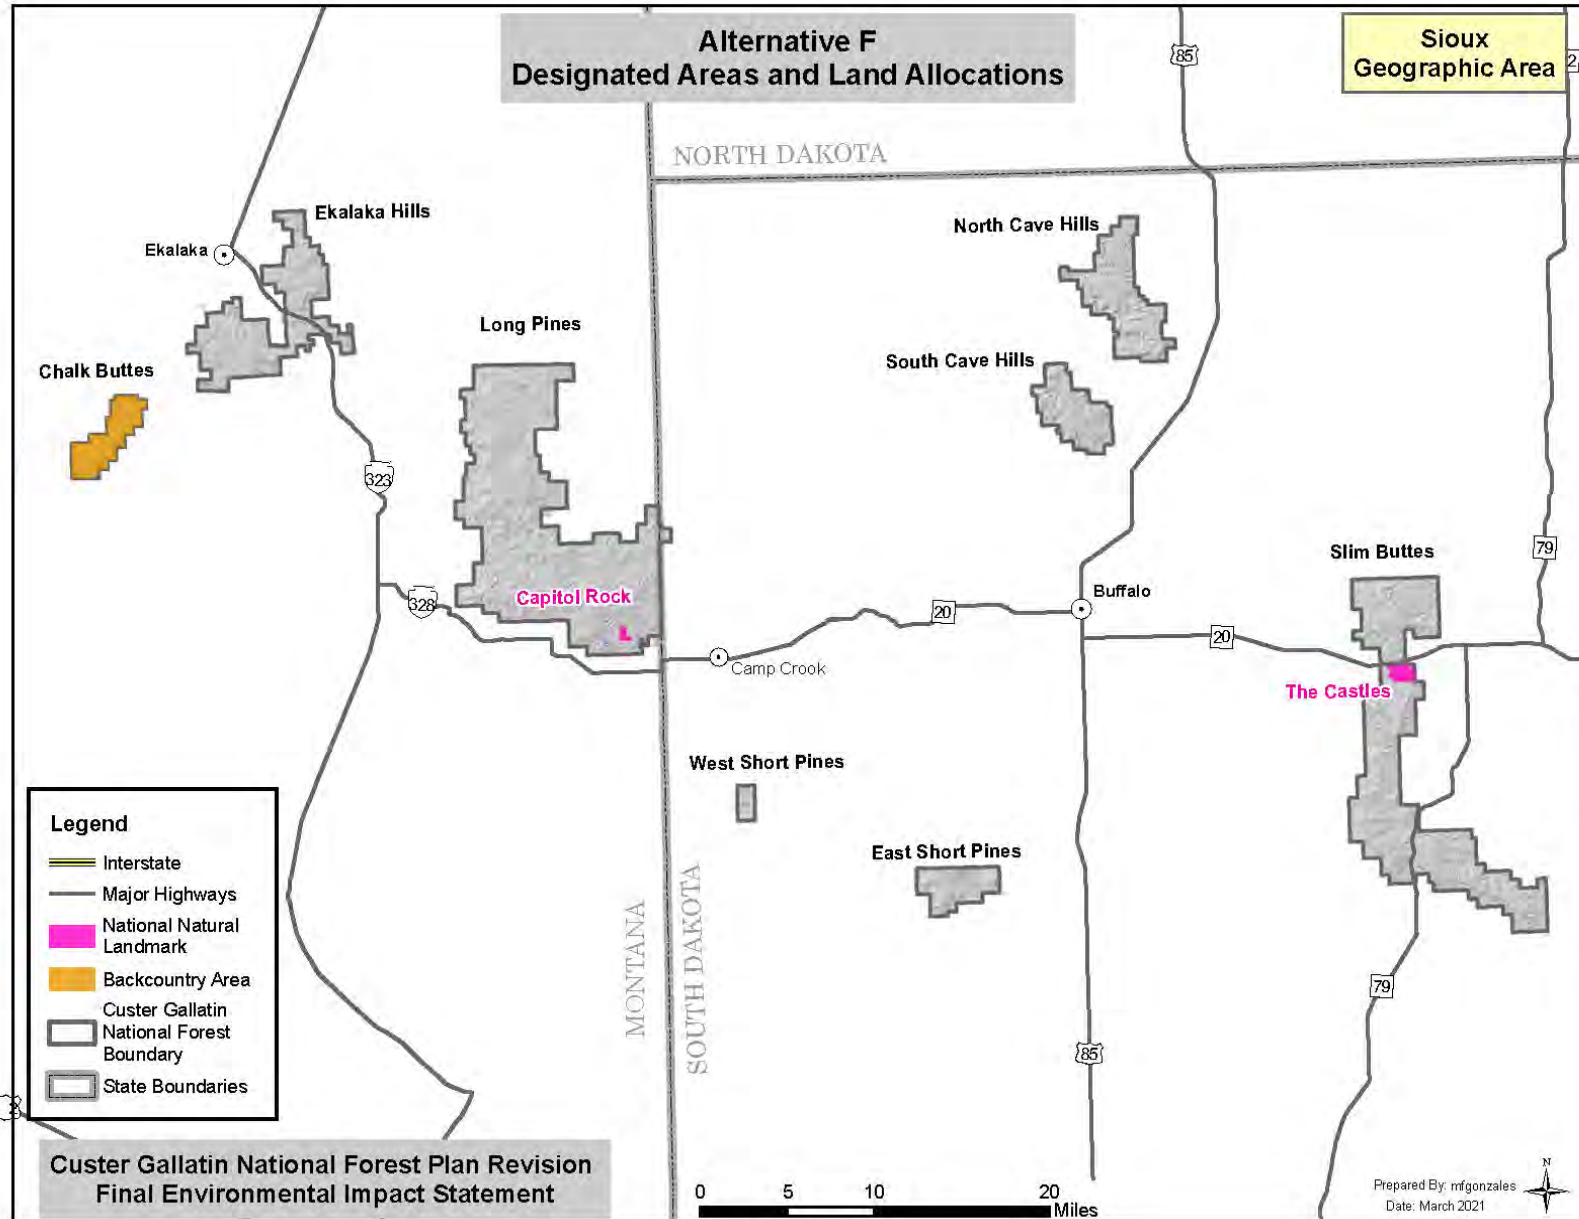 Alternative F
Designated Areas and Land Allocations
Sioux
Geographic Area
85
2
NORTH DAKOTA
Ekalaka Hills
North Cave Hills
Ekalaka
Long Pines
South Cave Hills
Chalk Buttes
323
79
Slim Buttes
Capitol Rock
328
20
Buffalo
20
Camp Crook
The Castles
West Short Pines
East Short Pines
MONTANA
SOUTH DAKOTA
79
85
Legend
Interstate
Major Highways
National Natural
Landmark
Backcountry Area
Custer Gallatin
National Forest
Boundary
State Boundaries
Custer Gallatin National Forest Plan Revision
Final Environmental Impact Statement
0 5 10 20
Miles
N
Prepared By: mfgonzales
Date: March 2021